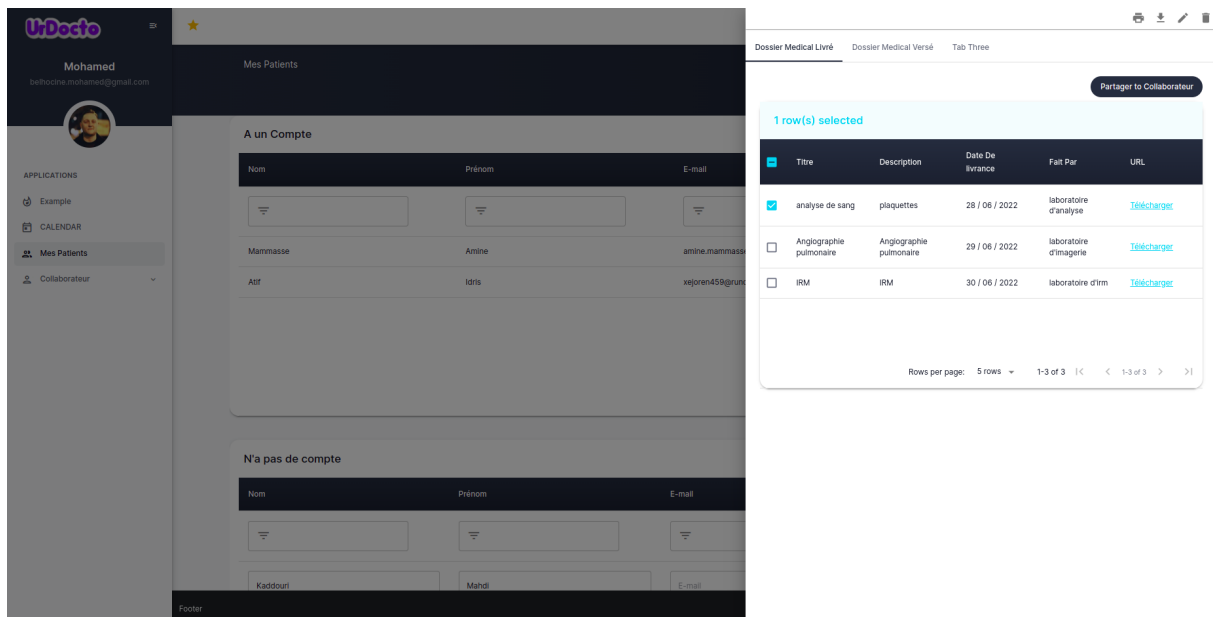 UrDocto
Mohamed
belhocine.mohamed@gmail.com
APPLICATIONS
Example
CALENDAR
Mes Patients
Collaborateur
Mes Patients
A un Compte
Nom Prénom E-mail
Mammasse Amine amine.mammass
Atif Idris xejoren459@rund
N'a pas de compte
Nom Prénom E-mail
Kaddouri Mahdi E-mail
Footer
Dossier Medical Livré Dossier Medical Versé Tab Three
Partager to Collaborateur
1 row(s) selected
Titre Description Date De livrance Fait Par URL
analyse de sang plaquettes 28 / 06 / 2022 laboratoire d'analyse Télécharger
Angiographie pulmonaire Angiographie pulmonaire 29 / 06 / 2022 laboratoire d'imagerie Télécharger
IRM IRM 30 / 06 / 2022 laboratoire d'irm Télécharger
Rows per page: 5 rows 1-3 of 3 1-3 of 3